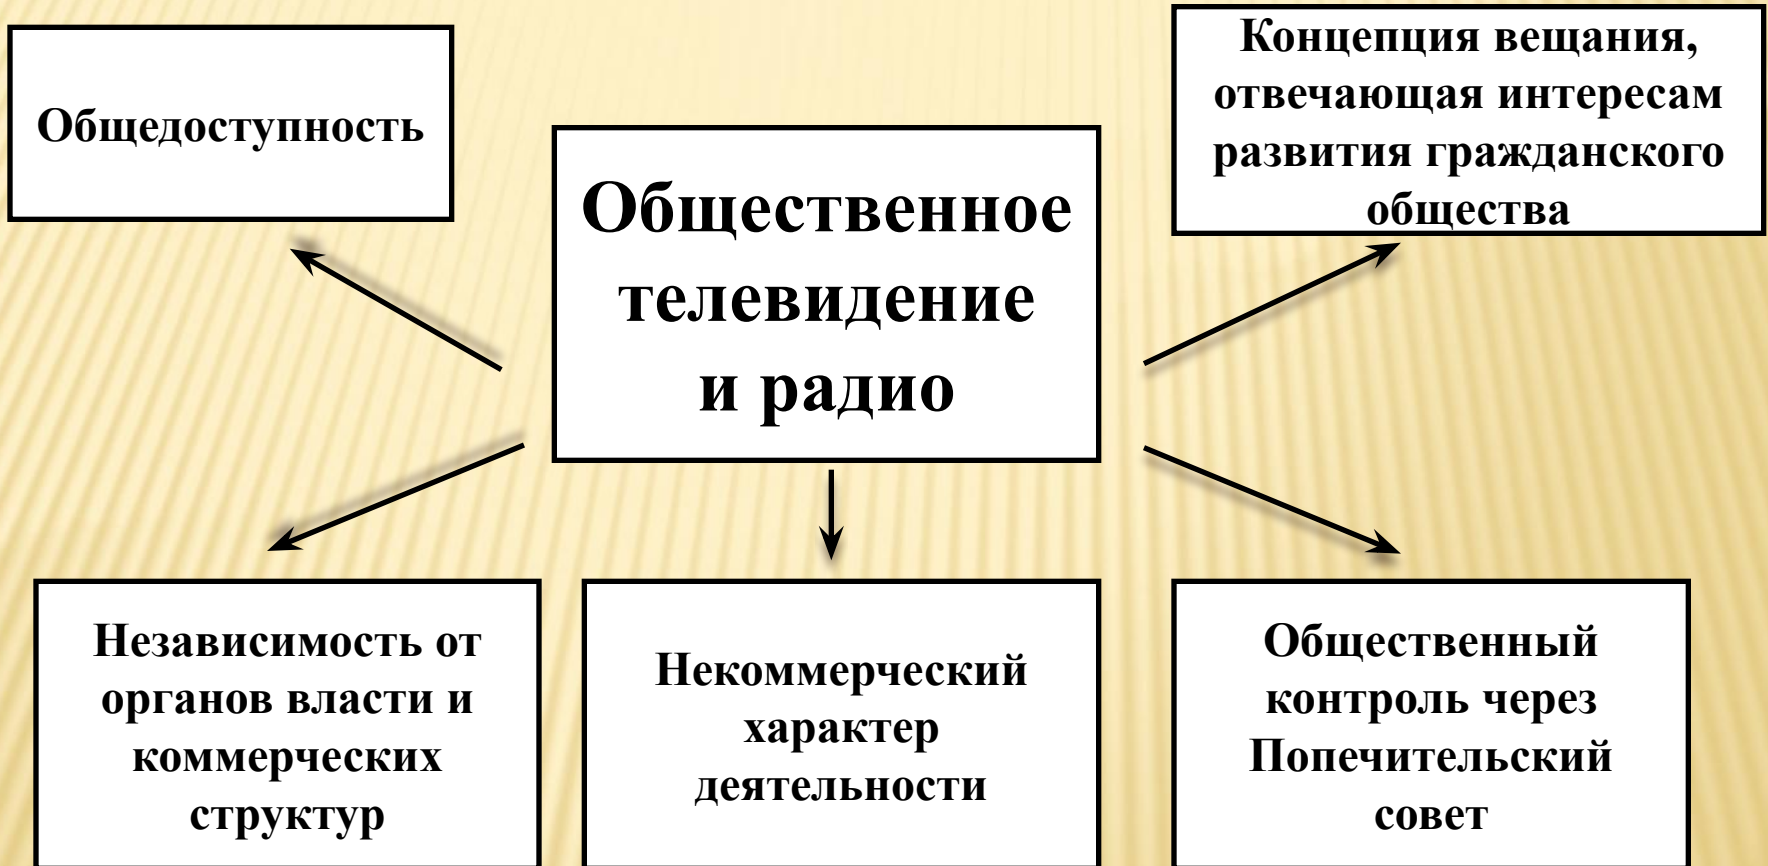 Общедоступность
Концепция вещания,
отвечающая интересам
развития гражданского
общества
Общественное
телевидение
и радио
Независимость от
органов власти и
коммерческих
структур
Некоммерческий
характер
деятельности
Общественный
контроль через
Попечительский
совет